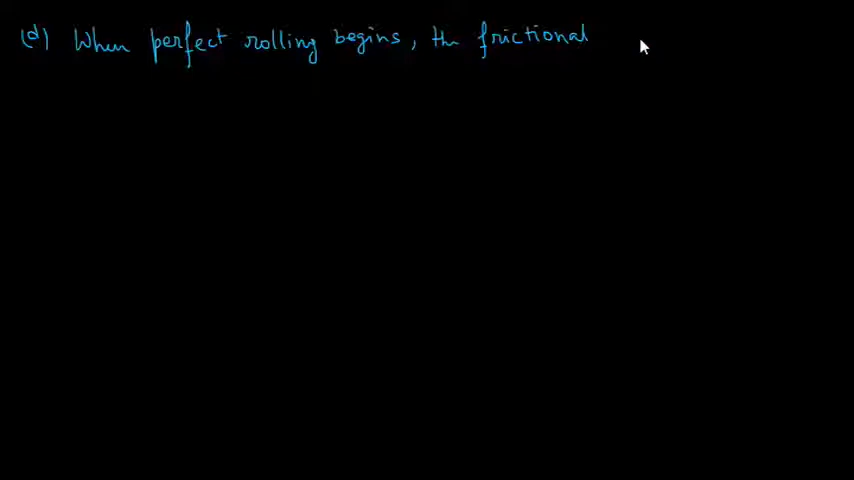 (d) When perfect rolling begins, the frictional